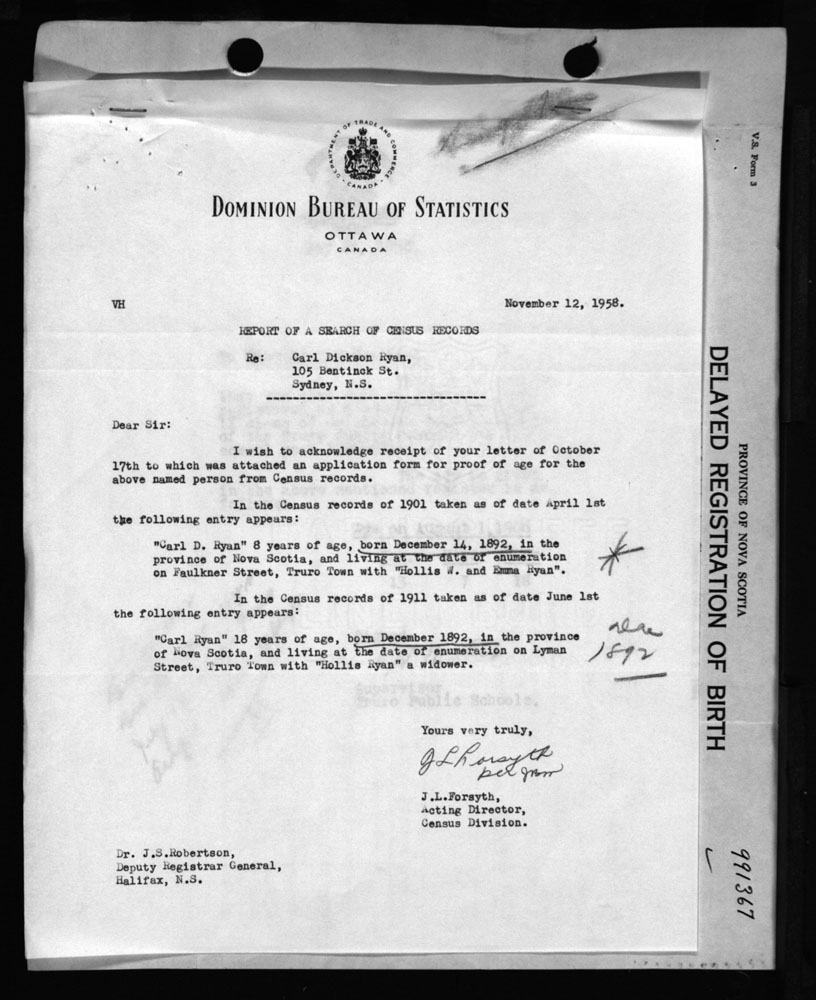 DEPARTMENT OF TRADE AND COMMERCE
CANADA
DOMINION BUREAU OF STATISTICS
OTTAWA
CANADA
VH
November 12, 1958.
REPORT OF A SEARCH OF CENSUS RECORDS
Re: Carl Dickson Ryan,
105 Bentinck St.
Sydney, N.S.
Dear Sir:
I wish to acknowledge receipt of your letter of October
17th to which was attached an application form for proof of age for the
above named person from Census records.
In the Census records of 1901 taken as of date April 1st
the following entry appears:
"Carl D. Ryan" 8 years of age, born December 14, 1892, in the
province of Nova Scotia, and living at the date of enumeration
on Faulkner Street, Truro Town with "Hollis W. and Emma Ryan".
In the Census records of 1911 taken as of date June 1st
the following entry appears:
"Carl Ryan" 18 years of age, born December 1892, in the province
of Nova Scotia, and living at the date of enumeration on Lyman
Street, Truro Town with "Hollis Ryan" a widower.
1892
Supervisor
Truro Public Schools.
Yours very truly,
J L Forsyth
per
J.L.Forsyth,
Acting Director,
Census Division.
Dr. J.S.Robertson,
Deputy Registrar General,
Halifax, N.S.
V.S. Form 3
PROVINCE OF NOVA SCOTIA
DELAYED REGISTRATION OF BIRTH
991367